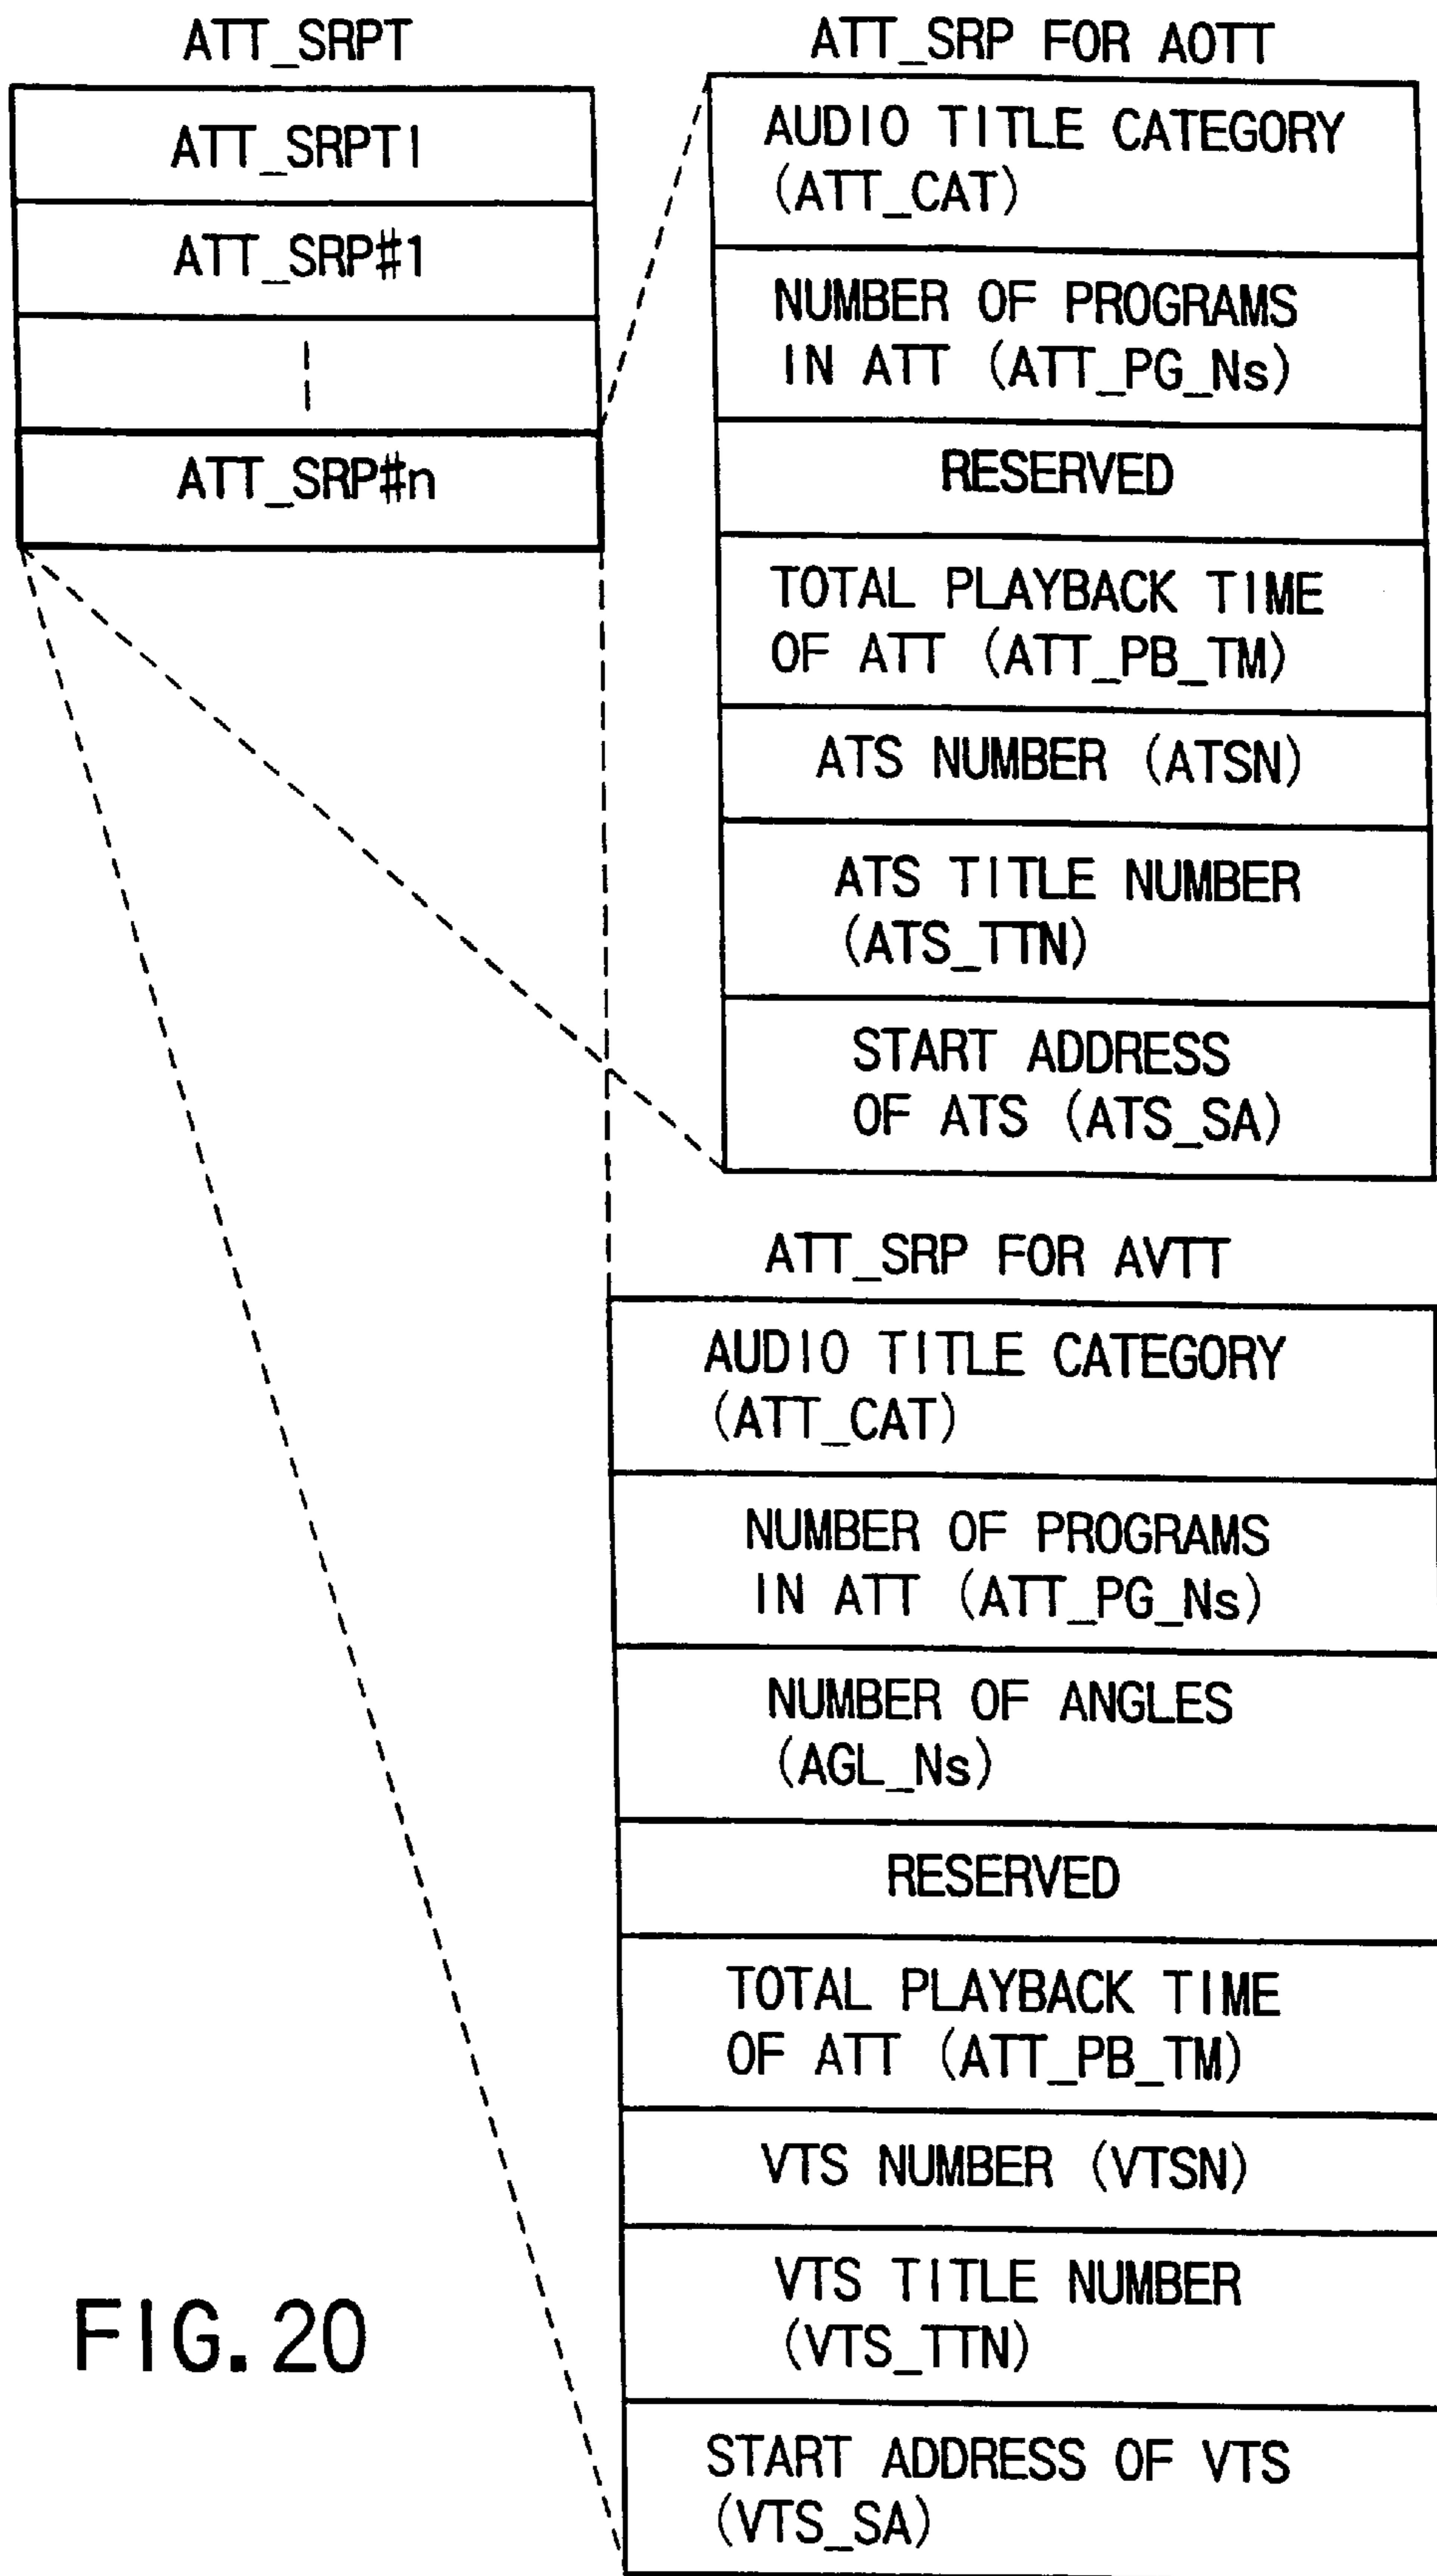 ATT_SRPT
ATT_SRPTI
ATT_SRP#1
ATT_SRP#n
ATT_SRP FOR AOTT
AUDIO TITLE CATEGORY
(ATT_CAT)
NUMBER OF PROGRAMS
IN ATT (ATT_PG_Ns)
RESERVED
TOTAL PLAYBACK TIME
OF ATT (ATT_PB_TM)
ATS NUMBER (ATSN)
ATS TITLE NUMBER
(ATS_TTN)
START ADDRESS
OF ATS (ATS_SA)
ATT_SRP FOR AVTT
AUDIO TITLE CATEGORY
(ATT_CAT)
NUMBER OF PROGRAMS
IN ATT (ATT_PG_Ns)
NUMBER OF ANGLES
(AGL_Ns)
RESERVED
TOTAL PLAYBACK TIME
OF ATT (ATT_PB_TM)
VTS NUMBER (VTSN)
VTS TITLE NUMBER
(VTS_TTN)
START ADDRESS OF VTS
(VTS_SA)
FIG. 20